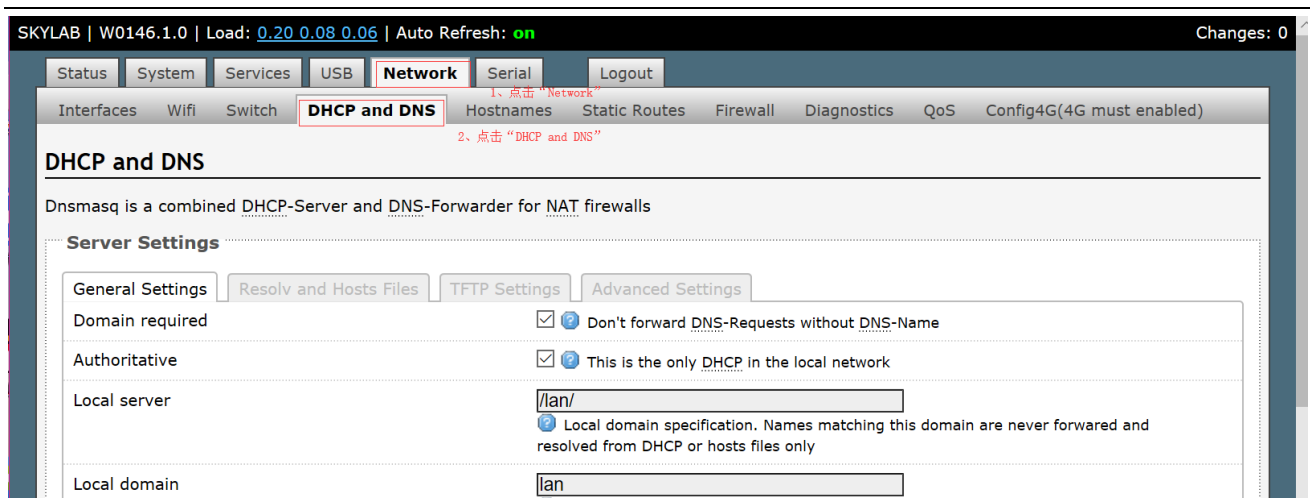 SKYLAB | W0146.1.0 | Load: 0.20 0.08 0.06 | Auto Refresh: on Changes: 0
Status System Services USB Network Serial Logout
1、点击“Network”
Interfaces Wifi Switch DHCP and DNS Hostnames Static Routes Firewall Diagnostics QoS Config4G(4G must enabled)
2、点击“DHCP and DNS”
DHCP and DNS
Dnsmasq is a combined DHCP-Server and DNS-Forwarder for NAT firewalls
Server Settings
General Settings Resolv and Hosts Files TFTP Settings Advanced Settings
Domain required Don't forward DNS-Requests without DNS-Name
Authoritative This is the only DHCP in the local network
Local server /lan/
Local domain specification. Names matching this domain are never forwared and
resolved from DHCP or hosts files only
Local domain lan